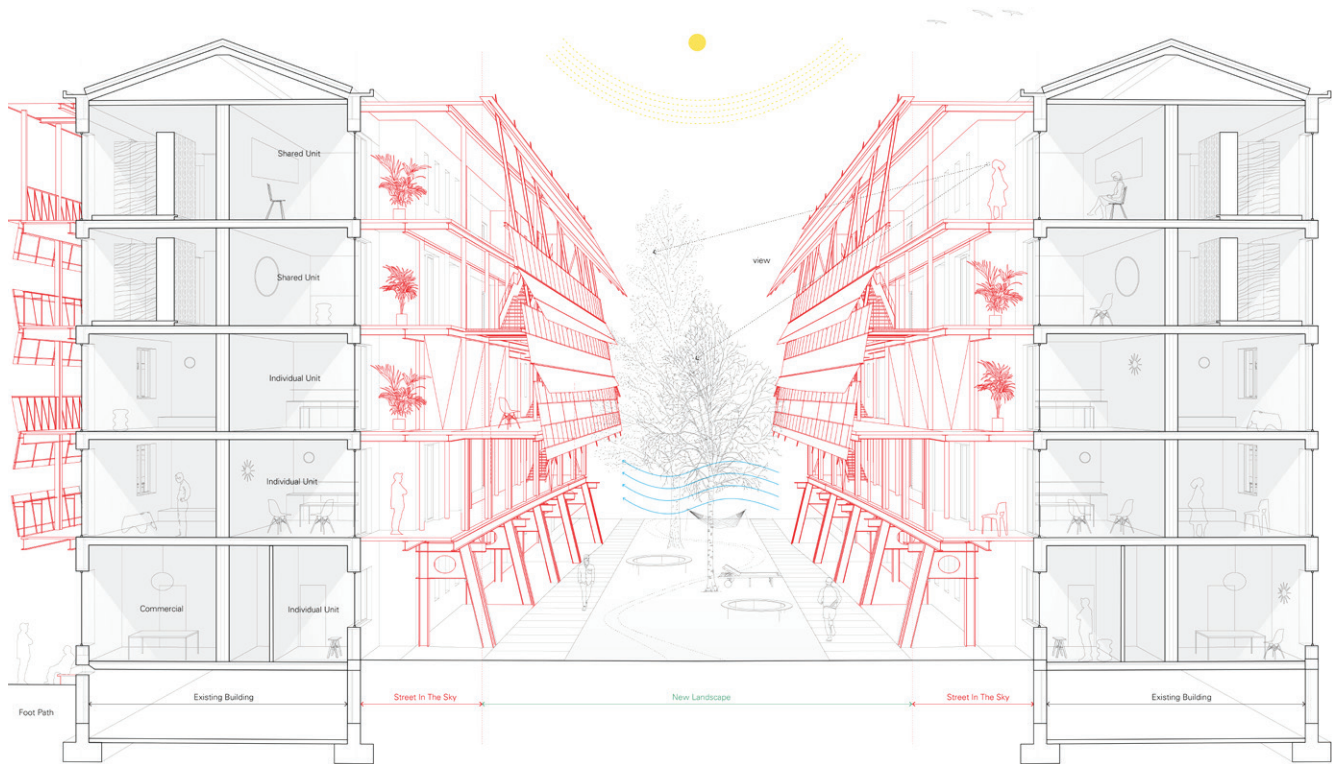 Shared Unit
Shared Unit
view
Individual Unit
Individual Unit
Commercial
Individual Unit
Foot Path
Existing Building
Street In The Sky
New Landscape
Street In The Sky
Existing Building